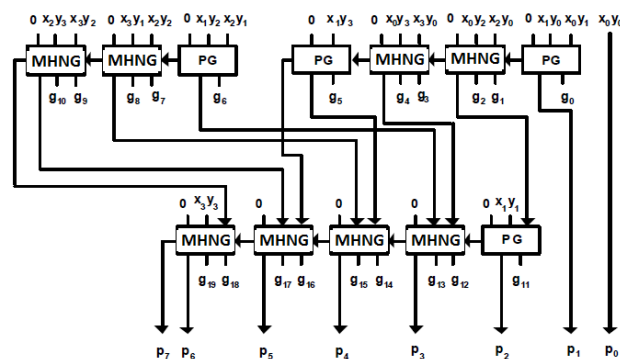 0 x₂y₃ x₃y₂ 0 x₃y₁ x₂y₂ 0 x₁y₂ x₂y₁ 0 x₁y₃ 0 x₀y₃ x₃y₀ 0 x₀y₂ x₂y₀ 0 x₁y₀ x₀y₁ x₀y₀
MHNG MHNG PG PG MHNG MHNG PG
g₁₀ g₉ g₈ g₇ g₆ g₅ g₄ g₃ g₂ g₁ g₀
0 x₃y₃ 0 0 0 0 x₁y₁
MHNG MHNG MHNG MHNG PG
g₁₉ g₁₈ g₁₇ g₁₆ g₁₅ g₁₄ g₁₃ g₁₂ g₁₁
p₇ p₆ p₅ p₄ p₃ p₂ p₁ p₀